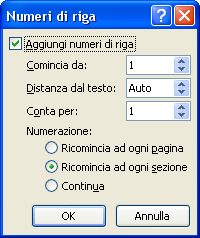 Numeri di riga
Aggiungi numeri di riga
Comincia da: 1
Distanza dal testo: Auto
Conta per: 1
Numerazione:
Ricomincia ad ogni pagina
Ricomincia ad ogni sezione
Continua
OK Annulla